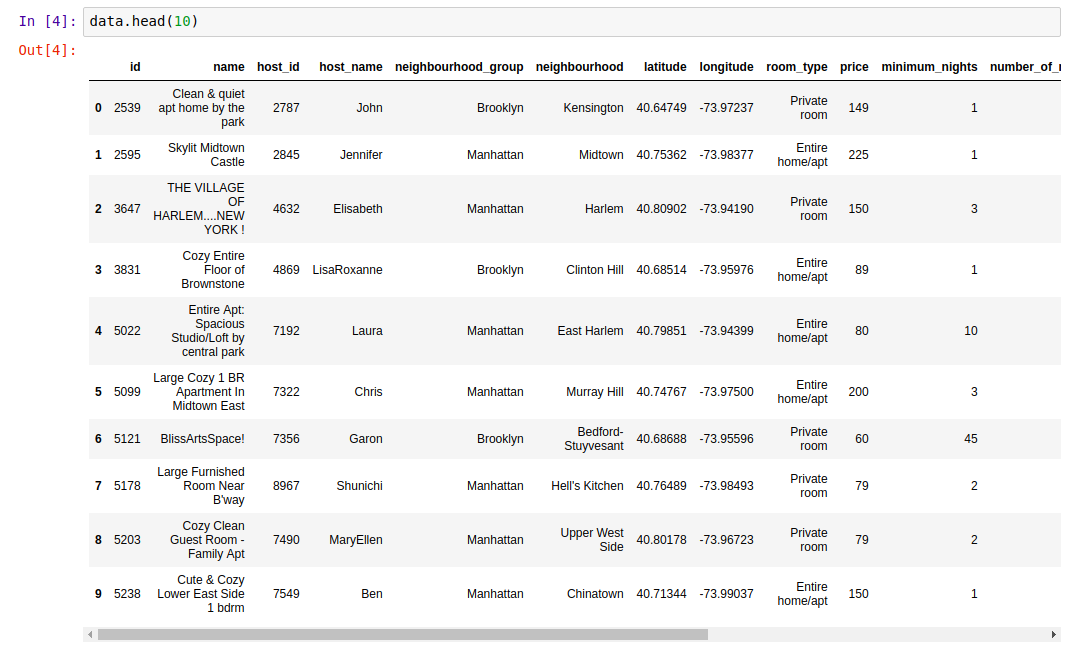 In [4]: data.head(10)
Out[4]:
id name host_id host_name neighbourhood_group neighbourhood latitude longitude room_type price minimum_nights number_of_r
0 2539 Clean & quiet apt home by the park 2787 John Brooklyn Kensington 40.64749 -73.97237 Private room 149 1
1 2595 Skylit Midtown Castle 2845 Jennifer Manhattan Midtown 40.75362 -73.98377 Entire home/apt 225 1
2 3647 THE VILLAGE OF HARLEM....NEW YORK ! 4632 Elisabeth Manhattan Harlem 40.80902 -73.94190 Private room 150 3
3 3831 Cozy Entire Floor of Brownstone 4869 LisaRoxanne Brooklyn Clinton Hill 40.68514 -73.95976 Entire home/apt 89 1
4 5022 Entire Apt: Spacious Studio/Loft by central park 7192 Laura Manhattan East Harlem 40.79851 -73.94399 Entire home/apt 80 10
5 5099 Large Cozy 1 BR Apartment In Midtown East 7322 Chris Manhattan Murray Hill 40.74767 -73.97500 Entire home/apt 200 3
6 5121 BlissArtsSpace! 7356 Garon Brooklyn Bedford-Stuyvesant 40.68688 -73.95596 Private room 60 45
7 5178 Large Furnished Room Near B'way 8967 Shunichi Manhattan Hell's Kitchen 40.76489 -73.98493 Private room 79 2
8 5203 Cozy Clean Guest Room - Family Apt 7490 MaryEllen Manhattan Upper West Side 40.80178 -73.96723 Private room 79 2
9 5238 Cute & Cozy Lower East Side 1 bdrm 7549 Ben Manhattan Chinatown 40.71344 -73.99037 Entire home/apt 150 1